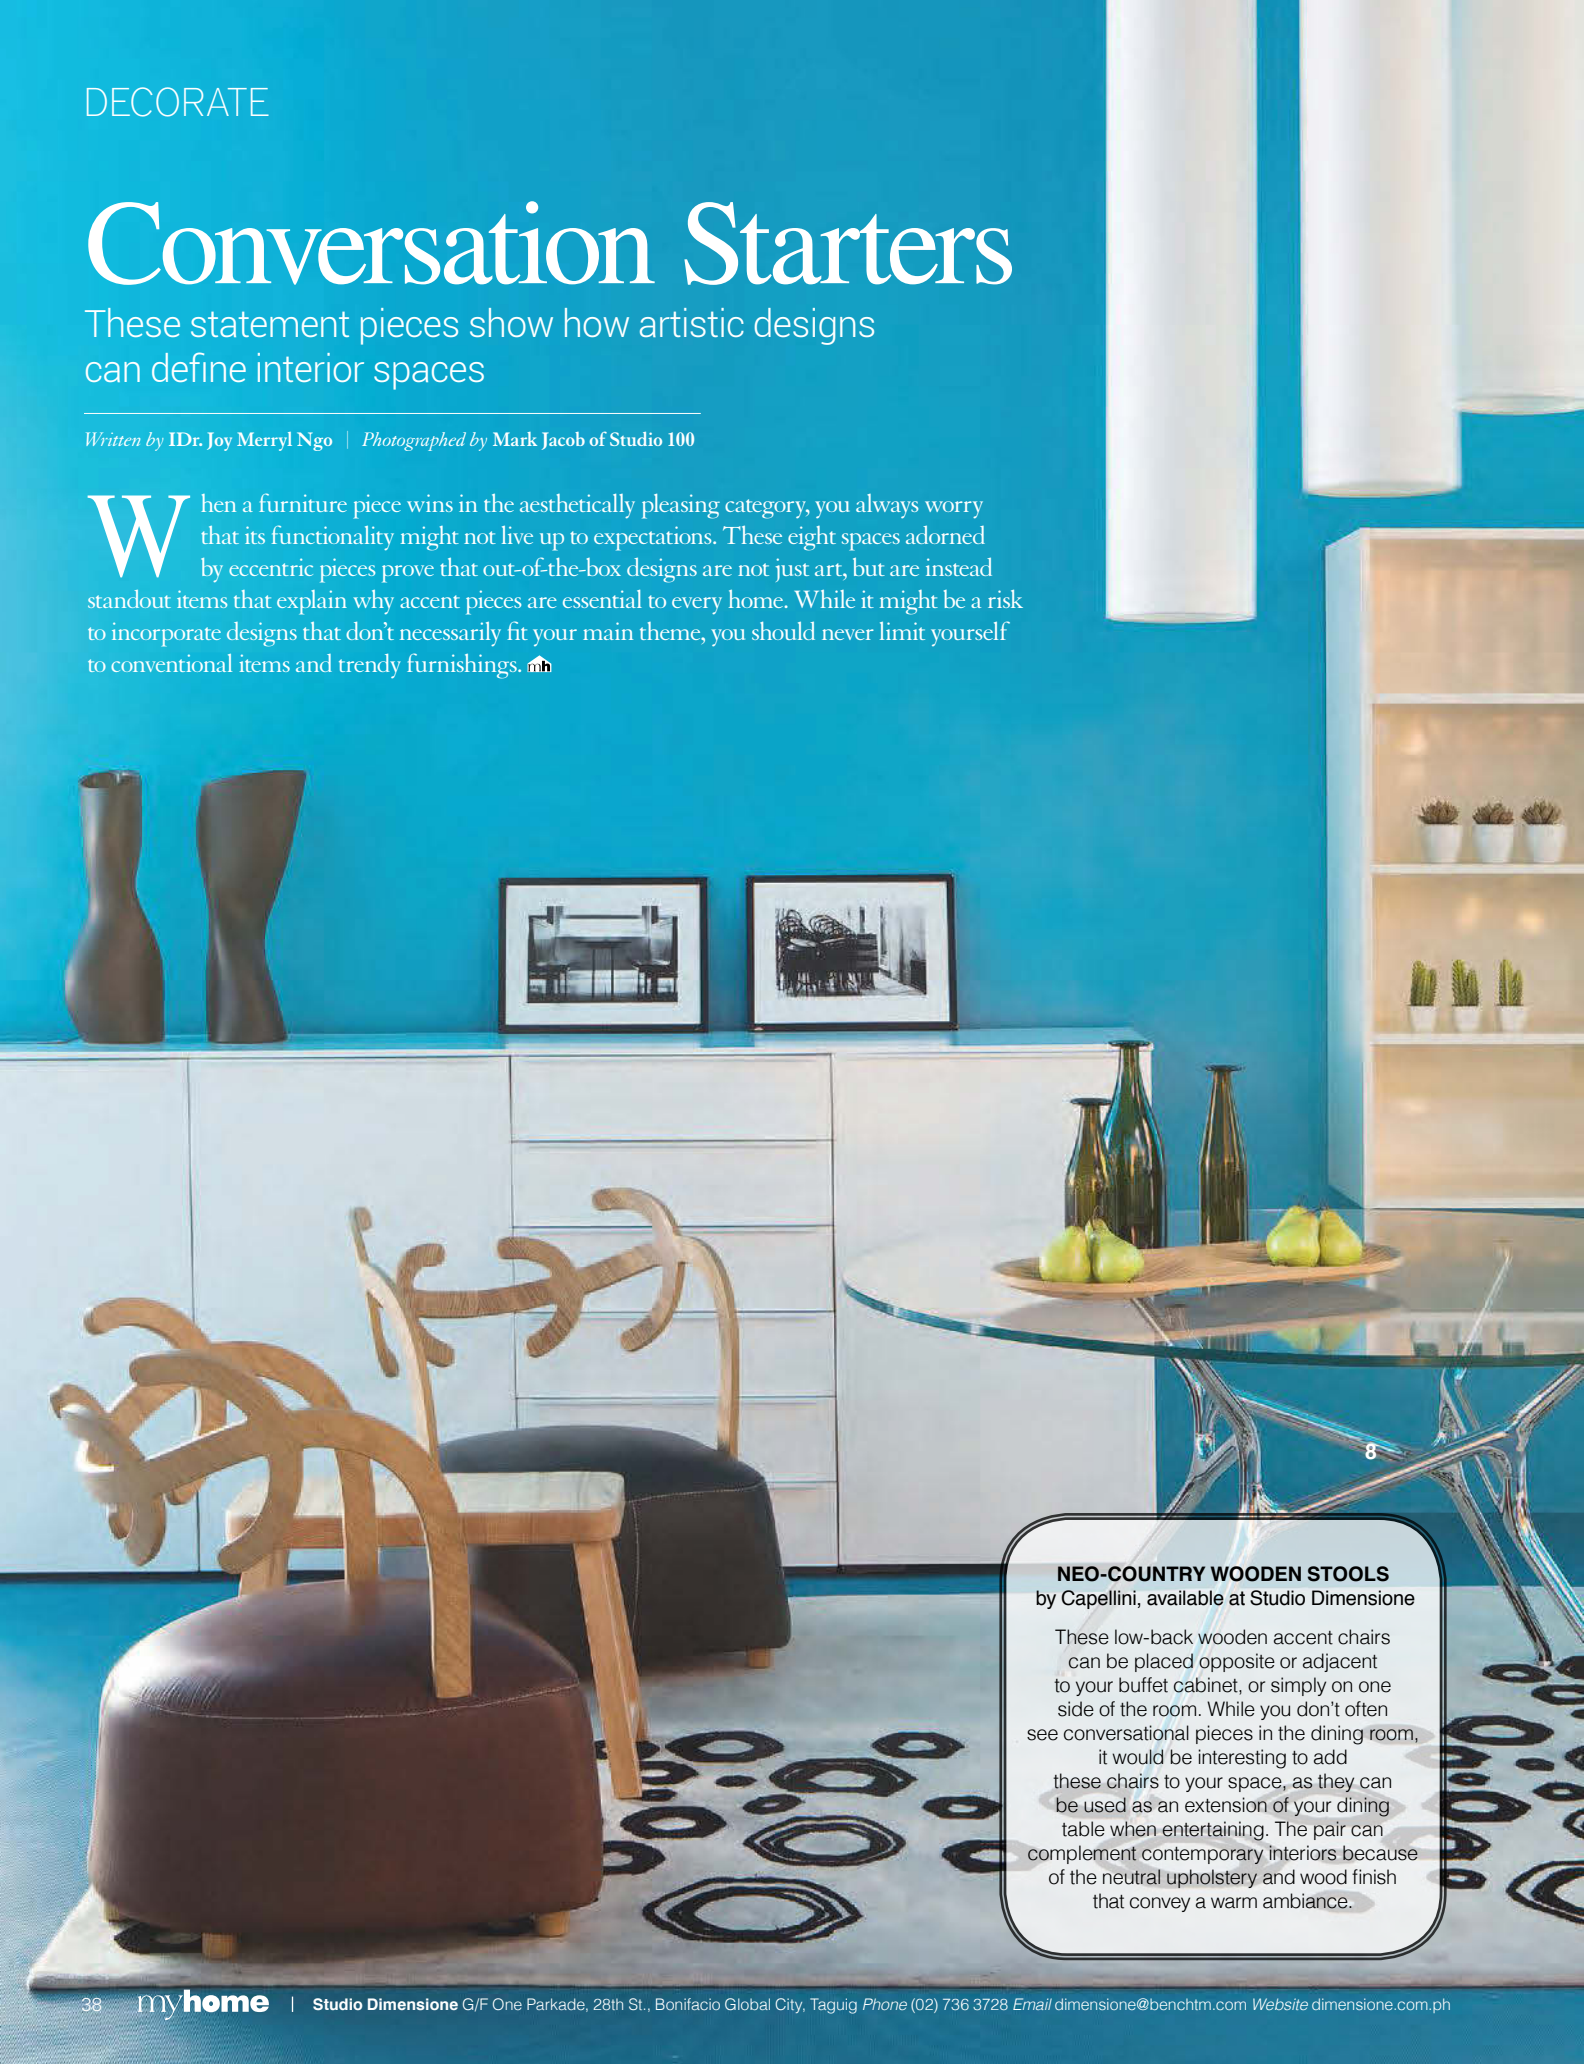 DECORATE
Conversation Starters
These statement pieces show how artistic designs
can define interior spaces
Written by IDr. Joy Merryl Ngo | Photographed by Mark Jacob of Studio 100
When a furniture piece wins in the aesthetically pleasing category, you always worry
that its functionality might not live up to expectations. These eight spaces adorned
by eccentric pieces prove that out-of-the-box designs are not just art, but are instead
standout items that explain why accent pieces are essential to every home. While it might be a risk
to incorporate designs that don’t necessarily fit your main theme, you should never limit yourself
to conventional items and trendy furnishings. mh
8
NEO-COUNTRY WOODEN STOOLS
by Capellini, available at Studio Dimensione
These low-back wooden accent chairs
can be placed opposite or adjacent
to your buffet cabinet, or simply on one
side of the room. While you don’t often
see conversational pieces in the dining room,
it would be interesting to add
these chairs to your space, as they can
be used as an extension of your dining
table when entertaining. The pair can
complement contemporary interiors because
of the neutral upholstery and wood finish
that convey a warm ambiance.
38 myhome | Studio Dimensione G/F One Parkade, 28th St., Bonifacio Global City, Taguig Phone (02) 736 3728 Email dimensione@benchtm.com Website dimensione.com.ph